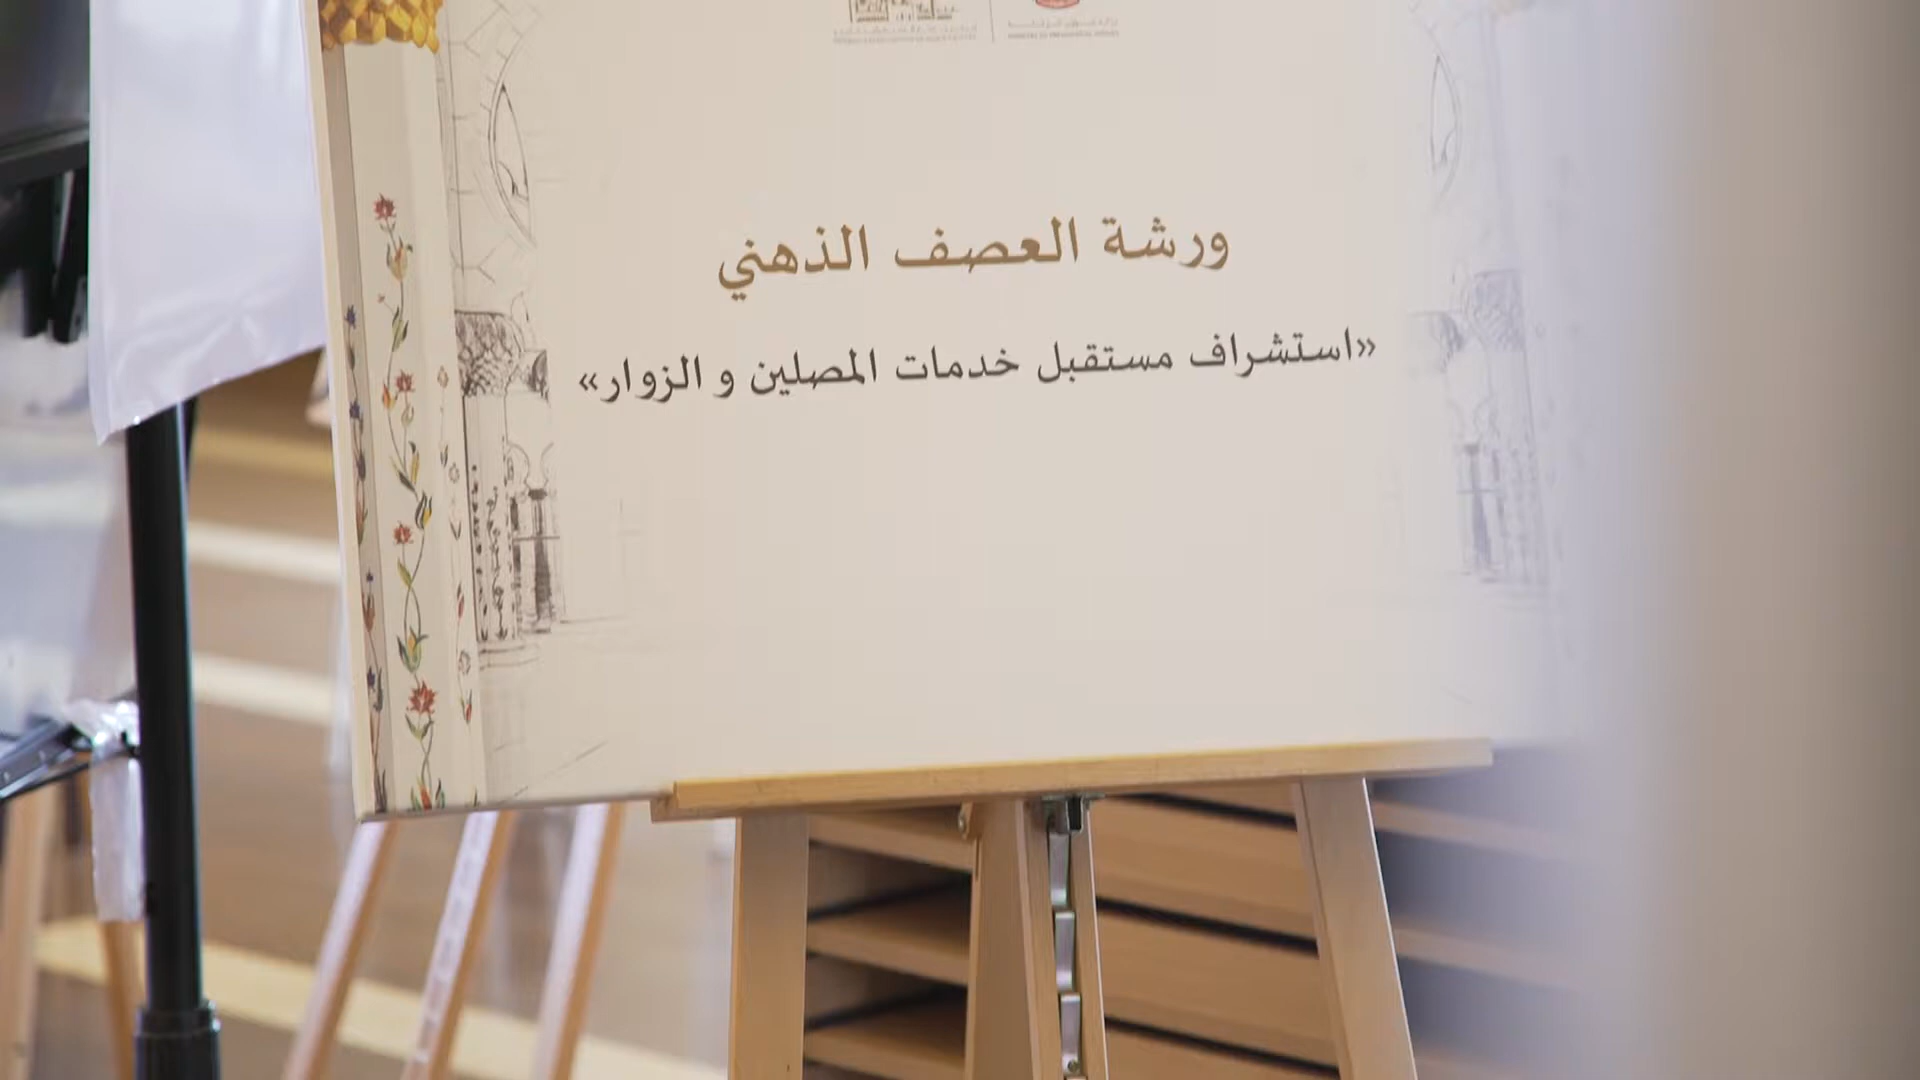 ورشة العصف الذهني
«استشراف مستقبل خدمات المصلين و الزوار»